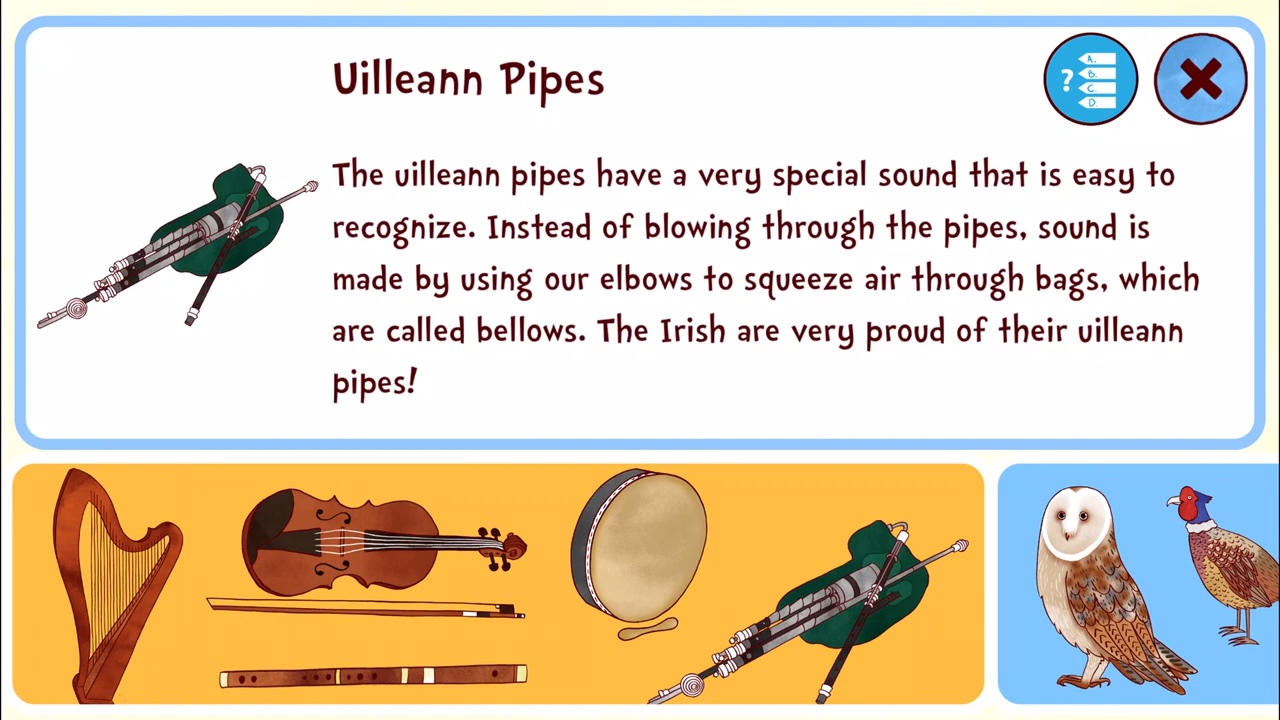 Uilleann Pipes
?
A.
B.
C.
D.
The uilleann pipes have a very special sound that is easy to
recognize. Instead of blowing through the pipes, sound is
made by using our elbows to squeeze air through bags, which
are called bellows. The Irish are very proud of their uilleann
pipes!